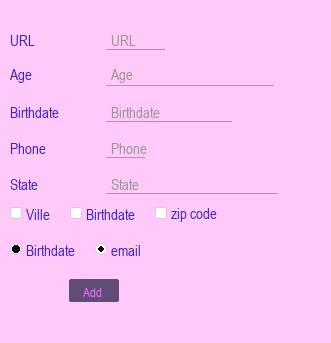 URL URL
Age Age
Birthdate Birthdate
Phone Phone
State State
Ville Birthdate zip code
Birthdate email
Add